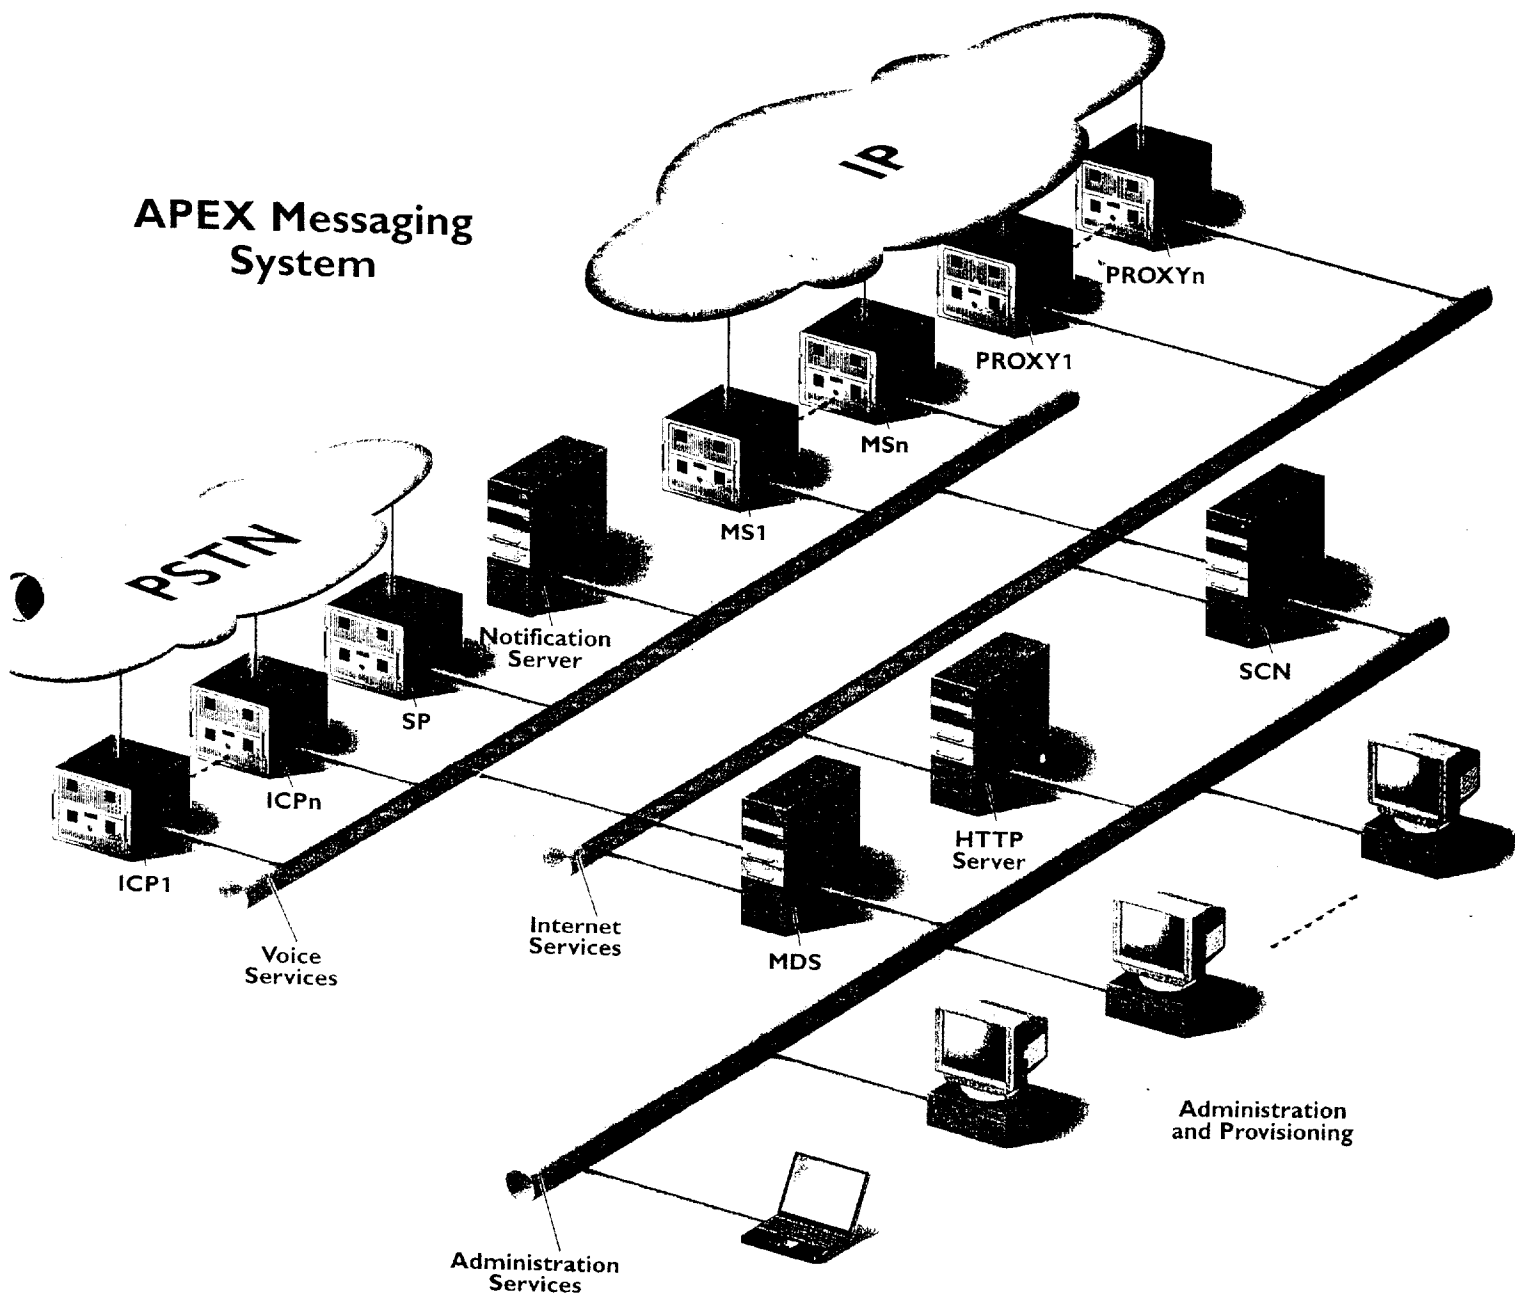 APEX Messaging
System
IP
PROXYn
PROXY1
MSn
MS1
PSTN
Notification
Server
SP
ICPn
ICP1
SCN
HTTP
Server
MDS
Internet
Services
Voice
Services
Administration
and Provisioning
Administration
Services